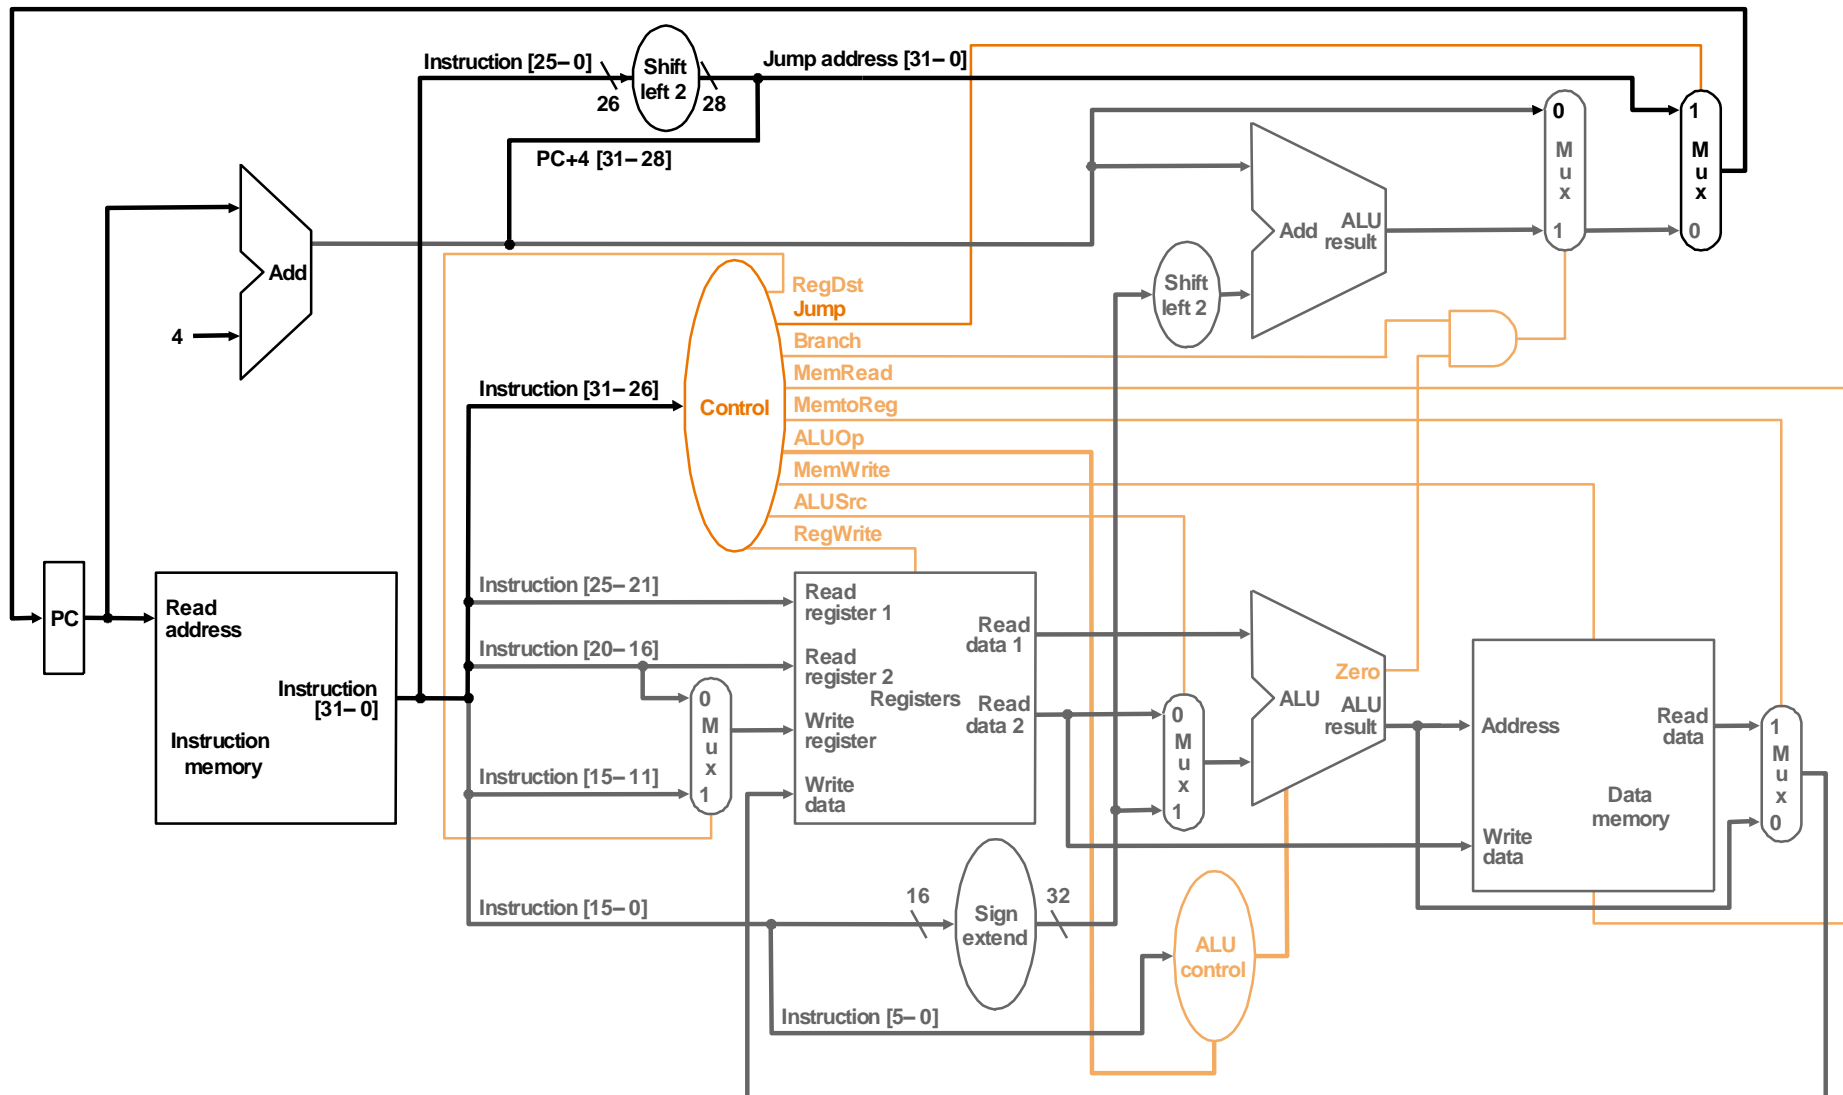 Instruction [25–0]
26
Shift
left 2
28
Jump address [31–0]
PC+4 [31–28]
Add
4
0
M
u
x
1
1
M
u
x
0
Add
ALU
result
Shift
left 2
RegDst
Jump
Branch
MemRead
MemtoReg
ALUOp
MemWrite
ALUSrc
RegWrite
Control
Instruction [31–26]
PC
Read
address
Instruction
[31–0]
Instruction
memory
Instruction [25–21]
Instruction [20–16]
Instruction [15–11]
Instruction [15–0]
Instruction [5–0]
0
M
u
x
1
Read
register 1
Read
register 2
Write
register
Write
data
Registers
Read
data 1
Read
data 2
0
M
u
x
1
Zero
ALU
ALU
result
Address
Write
data
Read
data
Data
memory
1
M
u
x
0
16
Sign
extend
32
ALU
control